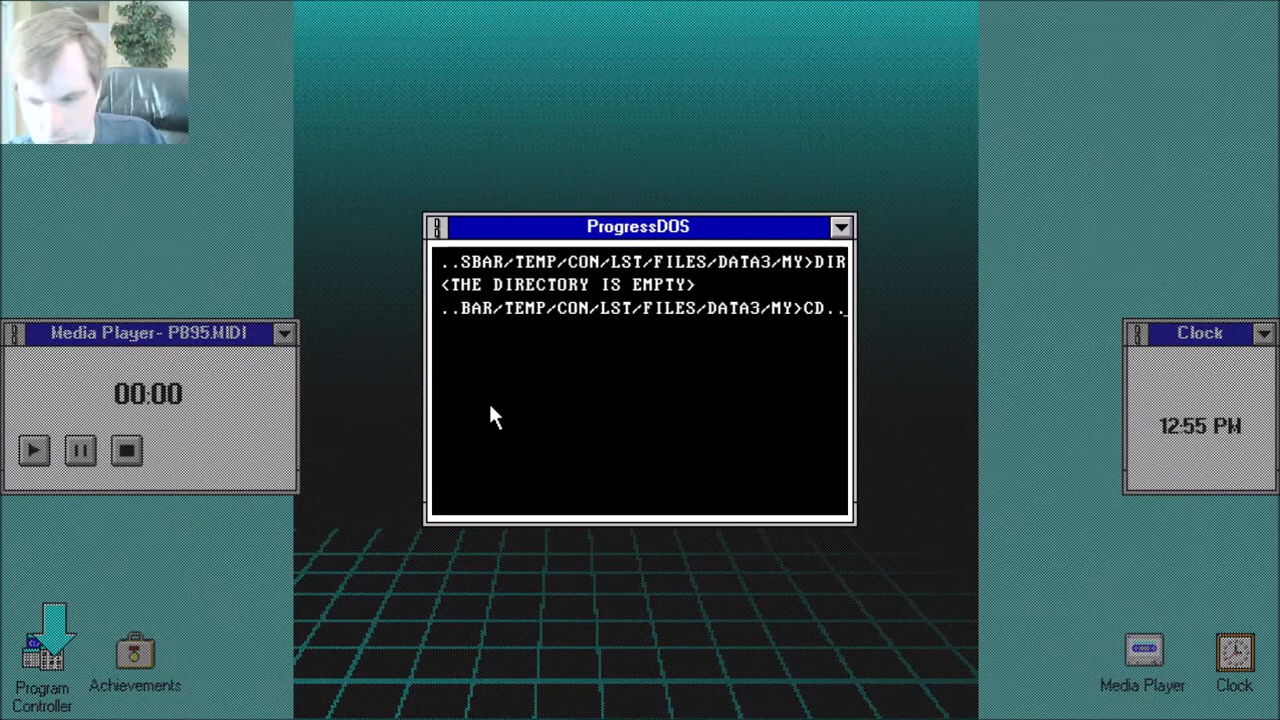 ProgressDOS
..SBAR/TEMP/CON/LST/FILES/DATA3/MY>DIR
<THE DIRECTORY IS EMPTY>
..BAR/TEMP/CON/LST/FILES/DATA3/MY>CD.._
Media Player- PB95.MIDI
00:00
Clock
12:55 PM
Program
Controller
Achievements
Media Player
Clock